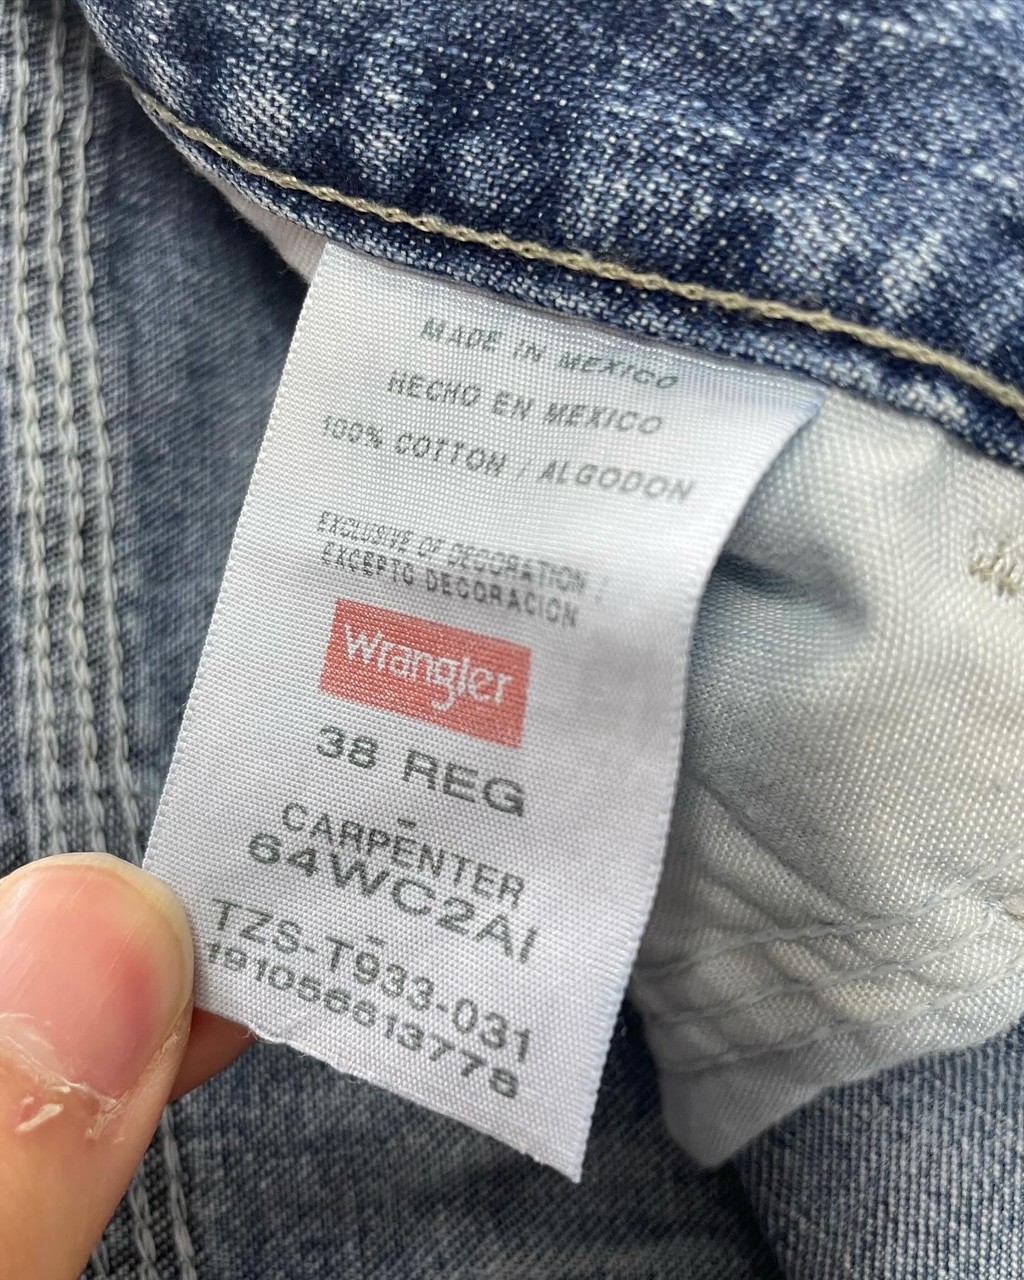 MADE IN MEXICO
HECHO EN MEXICO
100% COTTON / ALGODON
EXCLUSIVE OF DECORATION /
EXCEPTO DECORACION
Wrangler
38 REG
-
CARPENTER
64WC2AI
-
TZS-T933-031